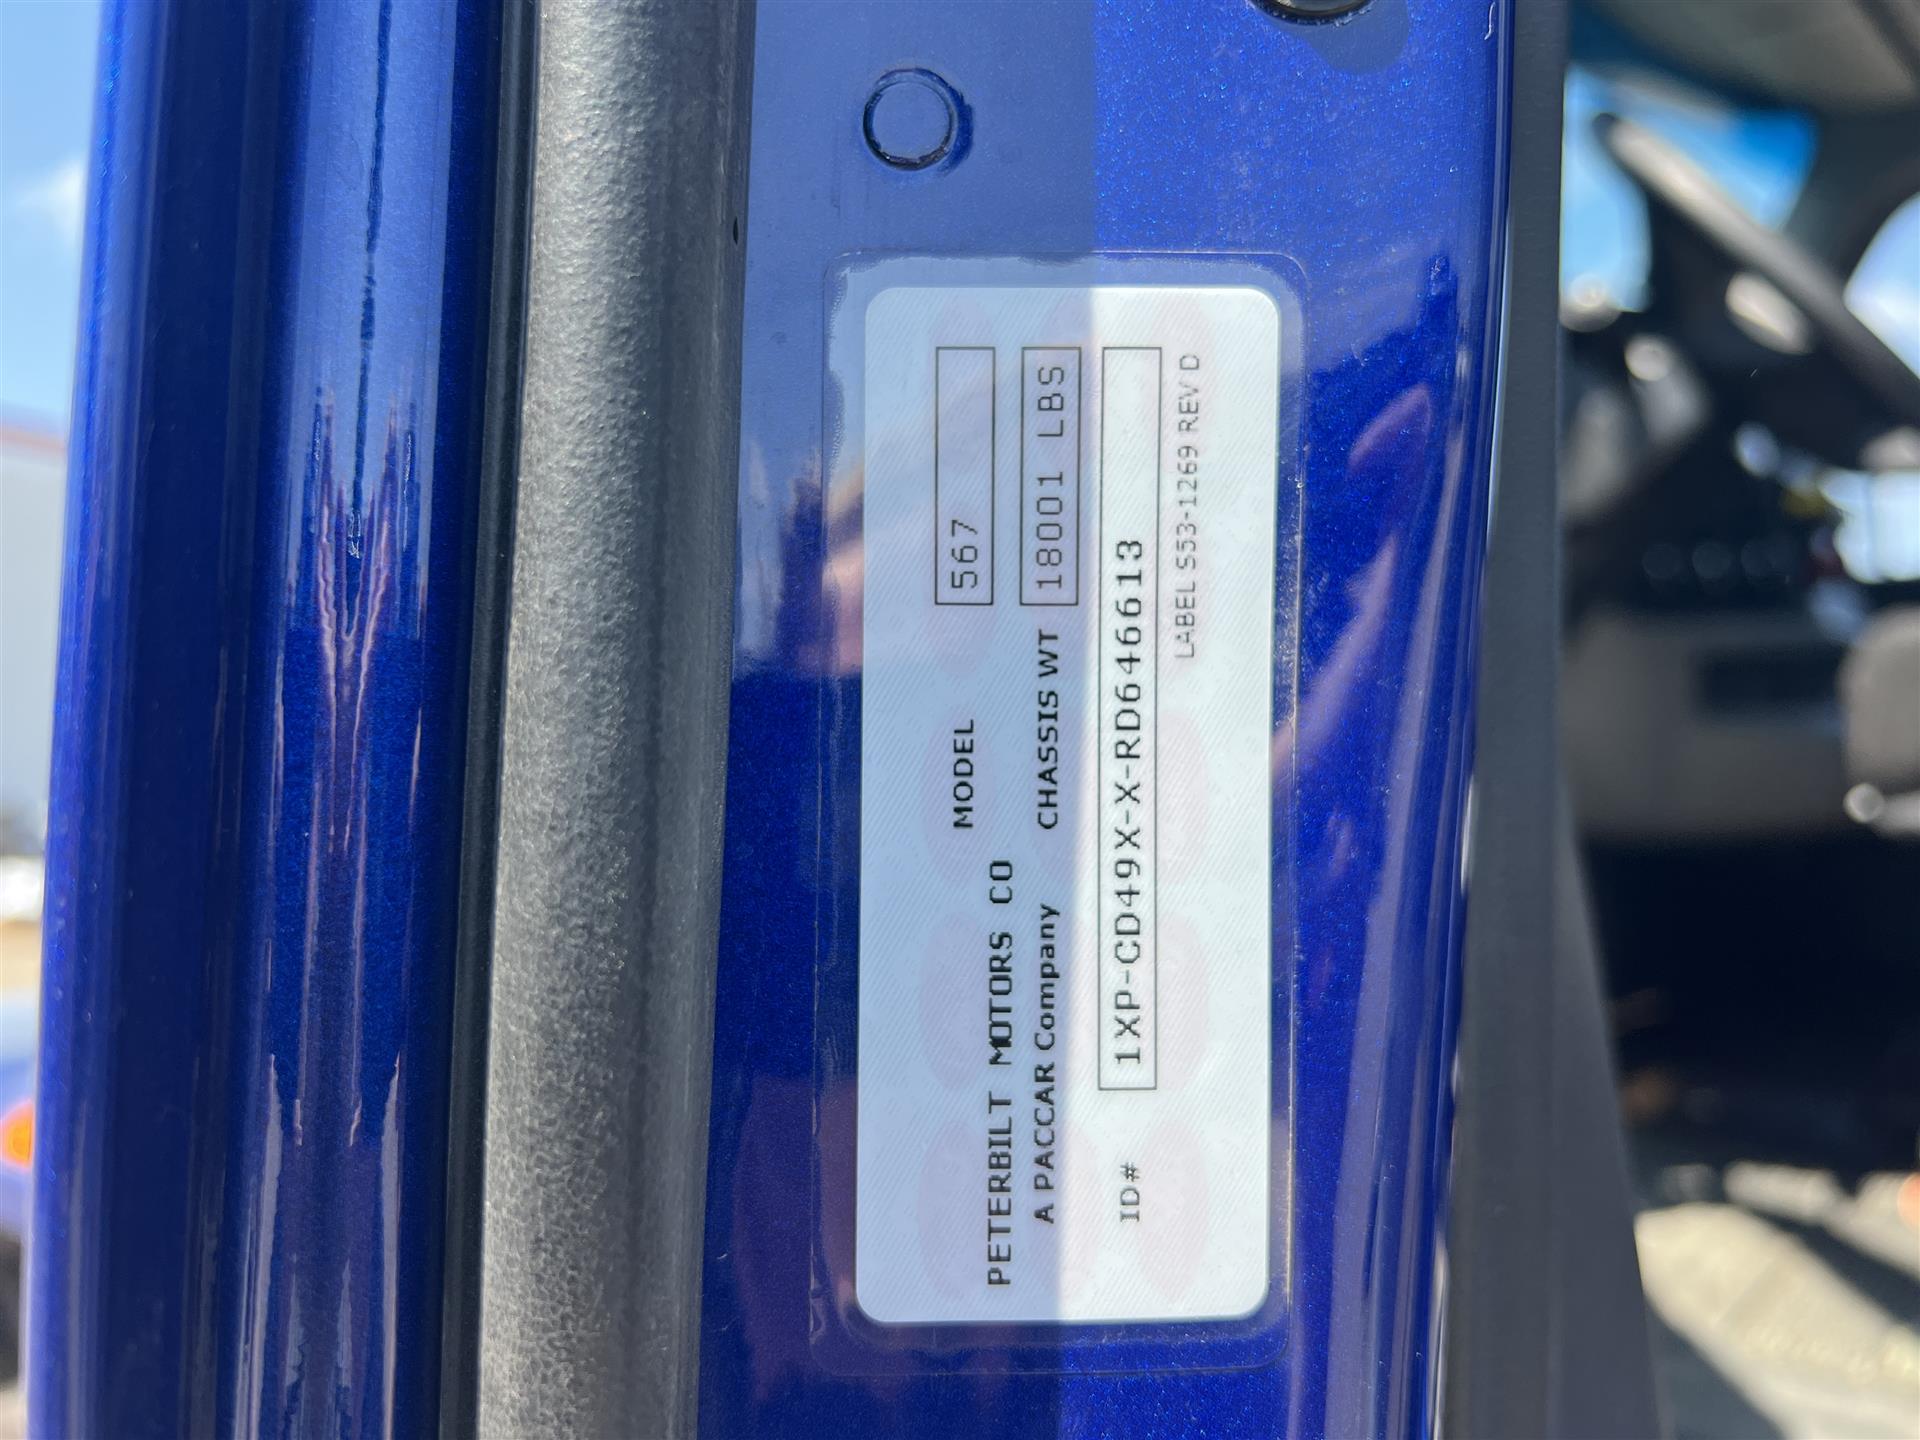 PETERBILT MOTORS CO
MODEL 567
A PACCAR Company CHASSIS WT 18001 LBS
ID# 1XP-CD49X-X-RD646613
LABEL S53-1269 REV D